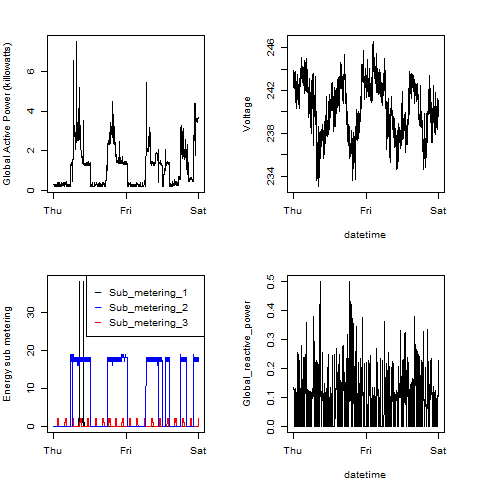 Global Active Power (killowatts)
0 2 4 6
Thu Fri Sat
Voltage
234 238 242 246
Thu Fri Sat
datetime
Energy sub metering
0 10 20 30
Sub_metering_1
Sub_metering_2
Sub_metering_3
Thu Fri Sat
Global_reactive_power
0.0 0.1 0.2 0.3 0.4 0.5
Thu Fri Sat
datetime